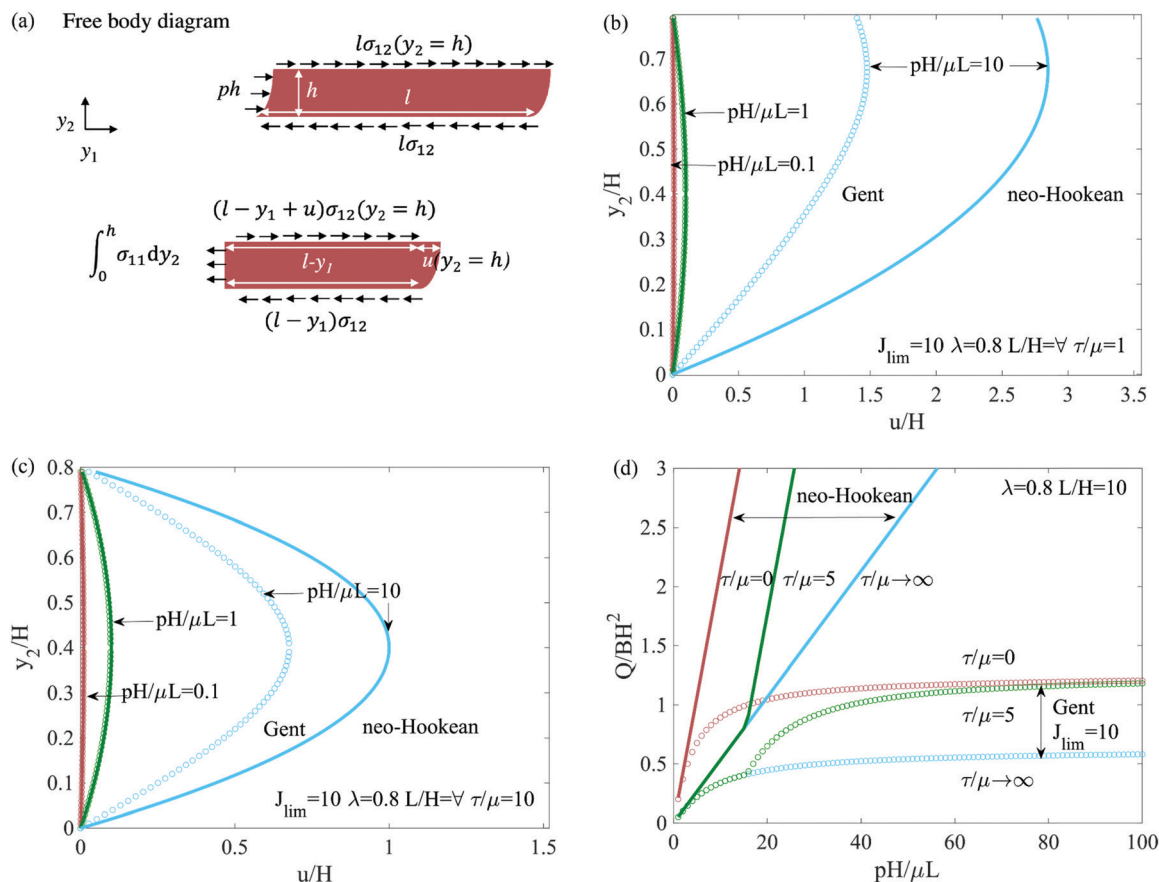 (a) Free body diagram
lσ₁₂(y₂ = h)
ph
h
l
y₂
y₁
lσ₁₂
(l − y₁ + u)σ₁₂(y₂ = h)
∫₀ʰ σ₁₁dy₂
l-y₁
u(y₂ = h)
(l − y₁)σ₁₂
(b)
y₂/H
0.7
0.6
0.5
0.4
0.3
0.2
0.1
0
pH/μL=10
pH/μL=1
pH/μL=0.1
Gent
neo-Hookean
J_lim=10 λ=0.8 L/H=∀ τ/μ=1
0 0.5 1 1.5 2 2.5 3 3.5
u/H
(c)
y₂/H
0.8
0.7
0.6
0.5
0.4
0.3
0.2
0.1
0
pH/μL=10
pH/μL=1
pH/μL=0.1
Gent
neo-Hookean
J_lim=10 λ=0.8 L/H=∀ τ/μ=10
0 0.5 1 1.5
u/H
(d)
Q/BH²
3
2.5
2
1.5
1
0.5
0
λ=0.8 L/H=10
neo-Hookean
τ/μ=0
τ/μ=5
τ/μ→∞
τ/μ=0
τ/μ=5
Gent
J_lim=10
τ/μ→∞
0 20 40 60 80 100
pH/μL